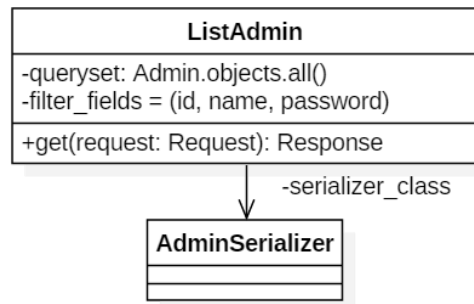 ListAdmin
-queryset: Admin.objects.all()
-filter_fields = (id, name, password)
+get(request: Request): Response
-serializer_class
AdminSerializer